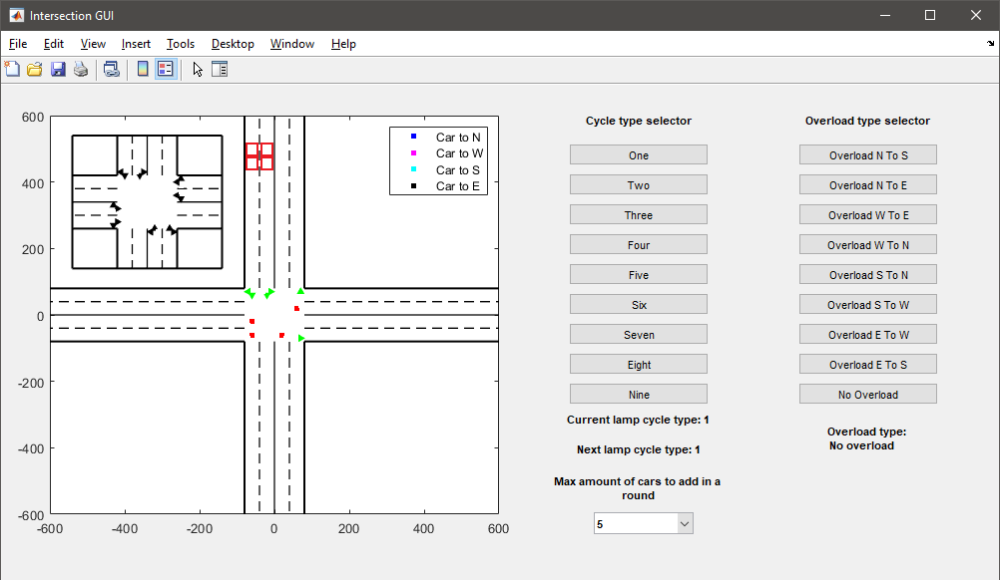 Intersection GUI
File Edit View Insert Tools Desktop Window Help
600
400
200
0
-200
-400
-600
-600 -400 -200 0 200 400 600
Car to N
Car to W
Car to S
Car to E
Cycle type selector
One
Two
Three
Four
Five
Six
Seven
Eight
Nine
Current lamp cycle type: 1
Next lamp cycle type: 1
Max amount of cars to add in a
round
5
Overload type selector
Overload N To S
Overload N To E
Overload W To E
Overload W To N
Overload S To N
Overload S To W
Overload E To W
Overload E To S
No Overload
Overload type:
No overload